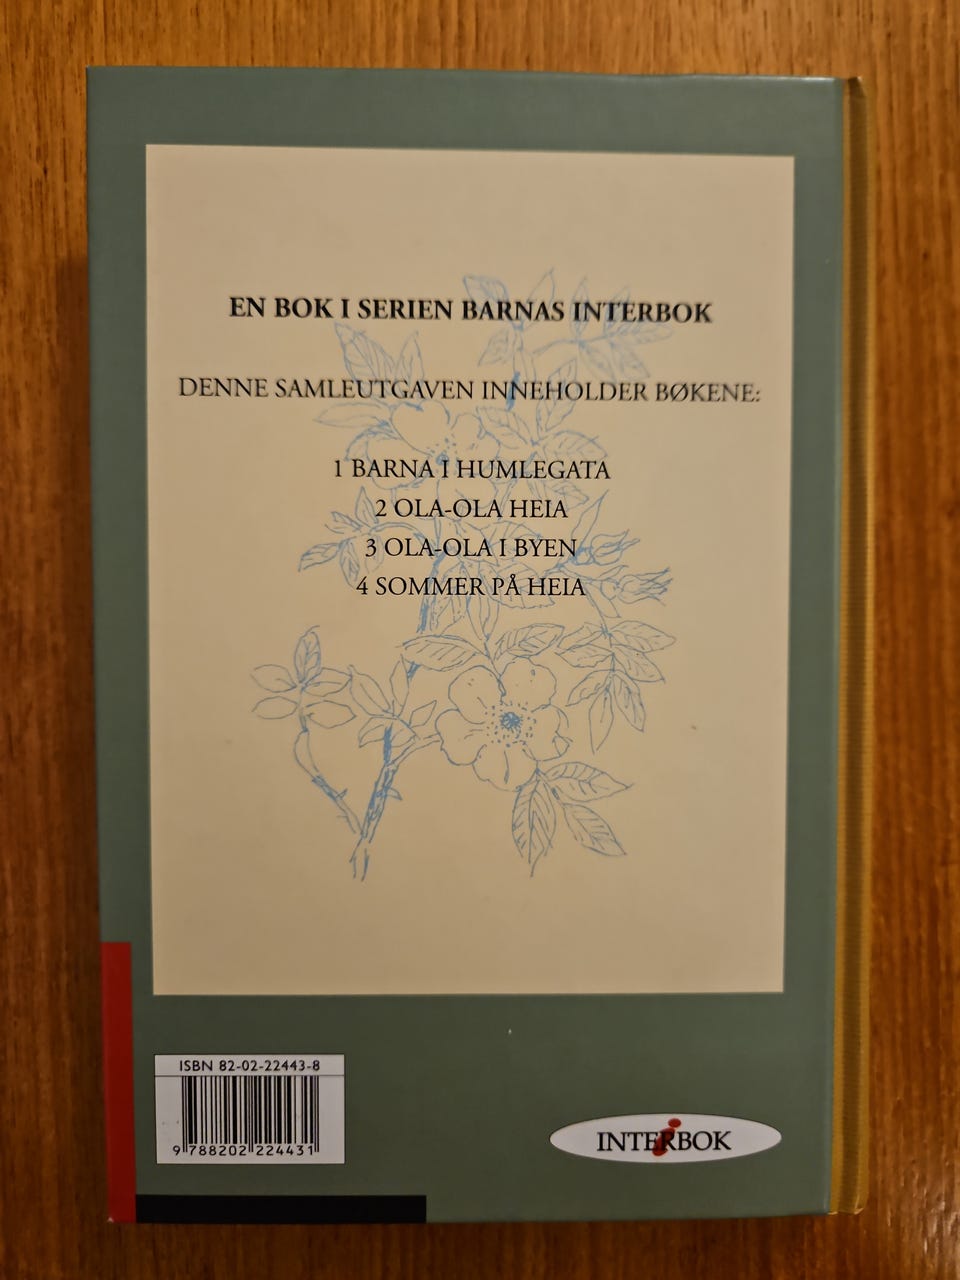 EN BOK I SERIEN BARNAS INTERBOK
DENNE SAMLEUTGAVEN INNEHOLDER BØKENE:
1 BARNA I HUMLEGATA
2 OLA-OLA HEIA
3 OLA-OLA I BYEN
4 SOMMER PÅ HEIA
ISBN 82-02-22443-8
9 788202 224431
INTERBOK